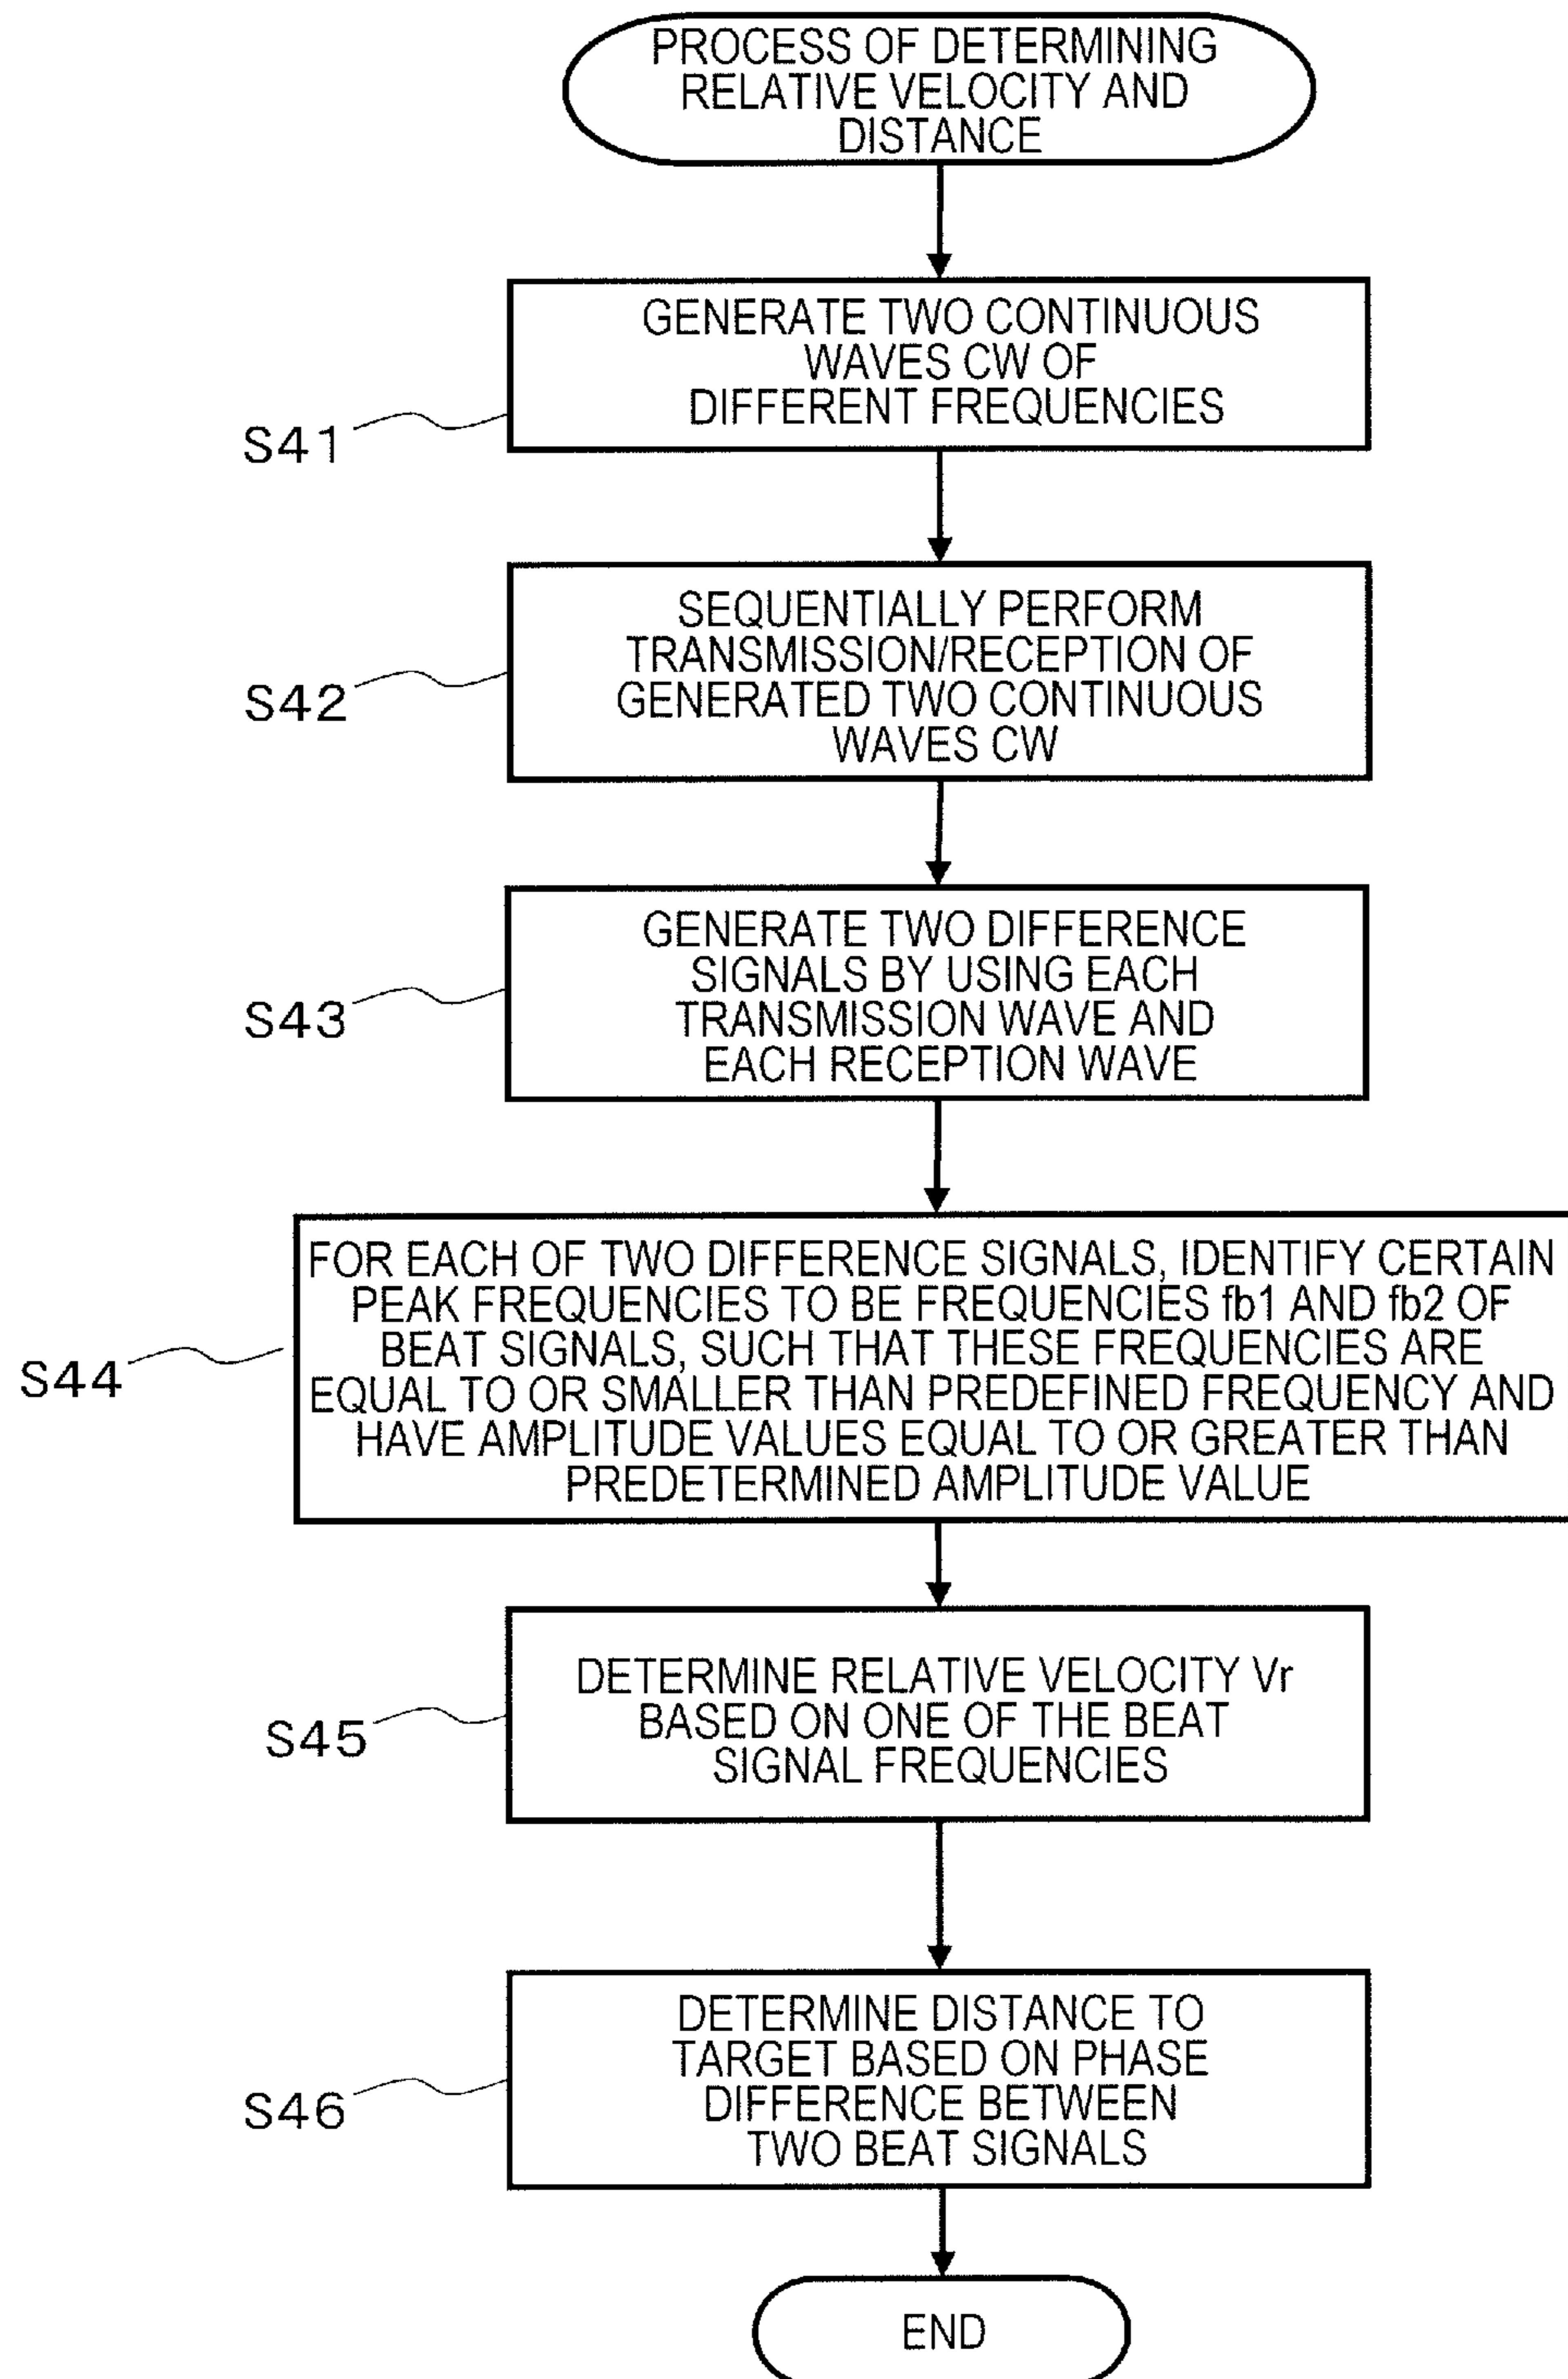 PROCESS OF DETERMINING
RELATIVE VELOCITY AND
DISTANCE
GENERATE TWO CONTINUOUS
WAVES CW OF
DIFFERENT FREQUENCIES
S41
SEQUENTIALLY PERFORM
TRANSMISSION/RECEPTION OF
GENERATED TWO CONTINUOUS
WAVES CW
S42
GENERATE TWO DIFFERENCE
SIGNALS BY USING EACH
TRANSMISSION WAVE AND
EACH RECEPTION WAVE
S43
FOR EACH OF TWO DIFFERENCE SIGNALS, IDENTIFY CERTAIN
PEAK FREQUENCIES TO BE FREQUENCIES fb1 AND fb2 OF
BEAT SIGNALS, SUCH THAT THESE FREQUENCIES ARE
EQUAL TO OR SMALLER THAN PREDEFINED FREQUENCY AND
HAVE AMPLITUDE VALUES EQUAL TO OR GREATER THAN
PREDETERMINED AMPLITUDE VALUE
S44
DETERMINE RELATIVE VELOCITY Vr
BASED ON ONE OF THE BEAT
SIGNAL FREQUENCIES
S45
DETERMINE DISTANCE TO
TARGET BASED ON PHASE
DIFFERENCE BETWEEN
TWO BEAT SIGNALS
S46
END